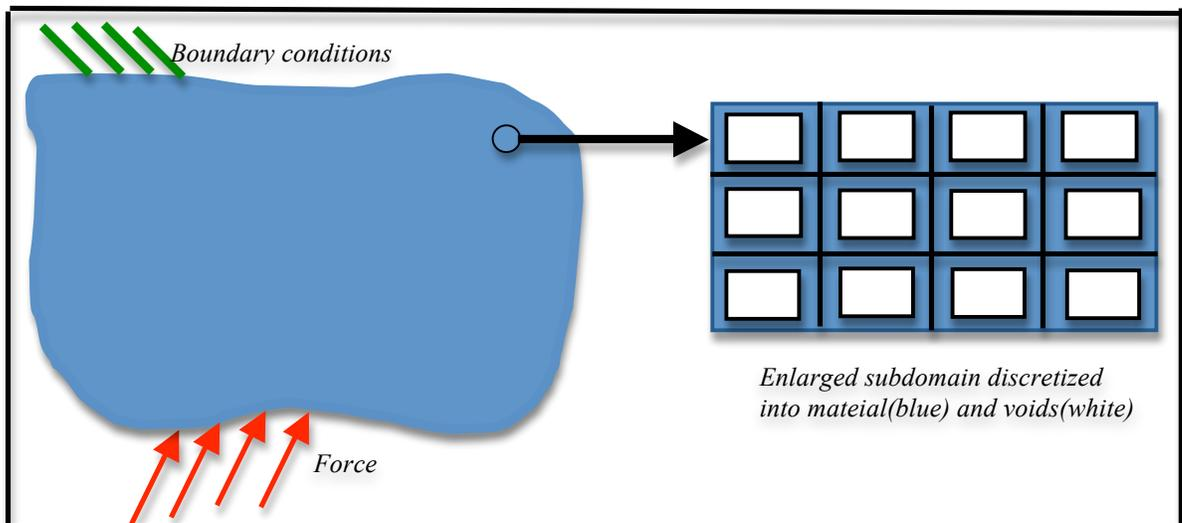 Boundary conditions
Enlarged subdomain discretized
into mateial(blue) and voids(white)
Force